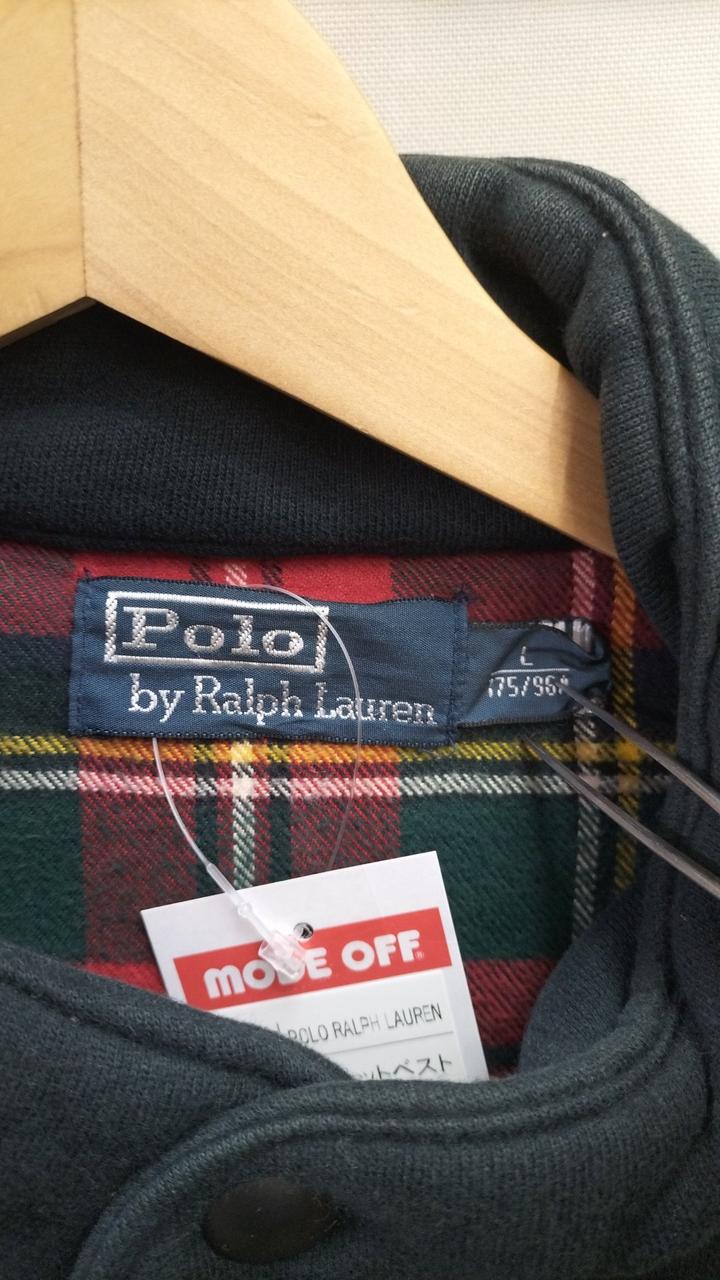 Polo
by Ralph Lauren
L
175/96A
MODE OFF
POLO RALPH LAUREN
ットベスト